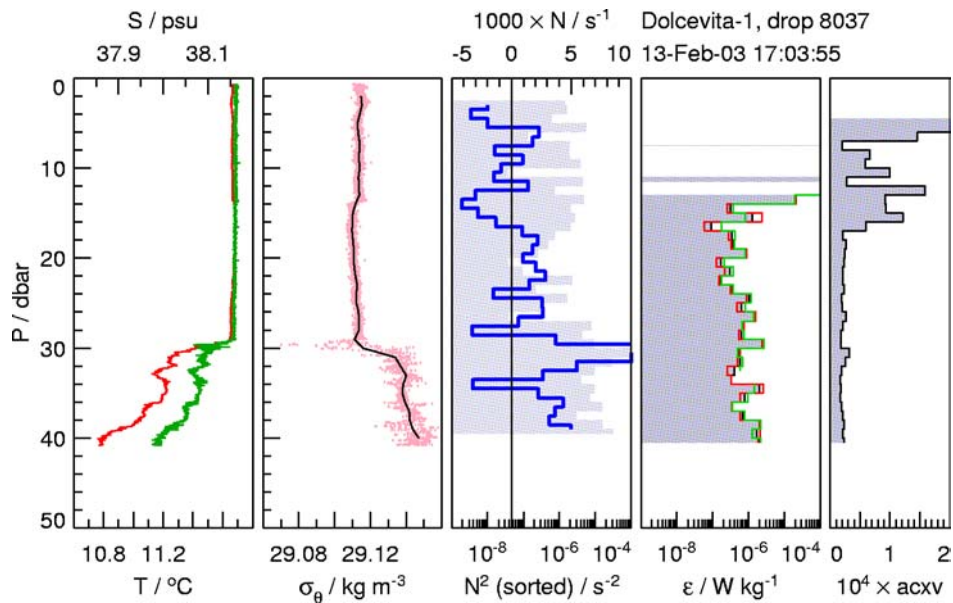 S / psu
1000 × N / s⁻¹
Dolcevita-1, drop 8037
37.9 38.1
-5 0 5 10
13-Feb-03 17:03:55
P / dbar
0
10
20
30
40
50
10.8 11.2
29.08 29.12
10⁻⁸ 10⁻⁶ 10⁻⁴
10⁻⁸ 10⁻⁶ 10⁻⁴
0 1 2
T / °C
σθ / kg m⁻³
N² (sorted) / s⁻²
ε / W kg⁻¹
10⁴ × acxv